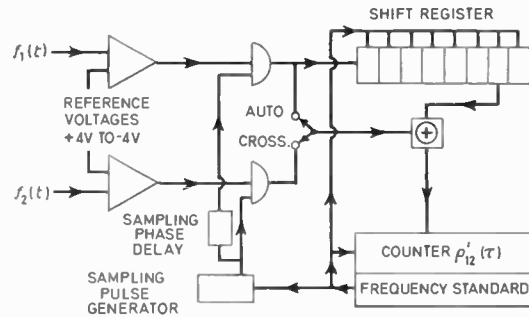 SHIFT REGISTER
f₁(t)
REFERENCE
VOLTAGES
+4V TO-4V
AUTO
CROSS.
+
f₂(t)
SAMPLING
PHASE
DELAY
SAMPLING
PULSE
GENERATOR
COUNTER ρ'₁₂(τ)
FREQUENCY STANDARD